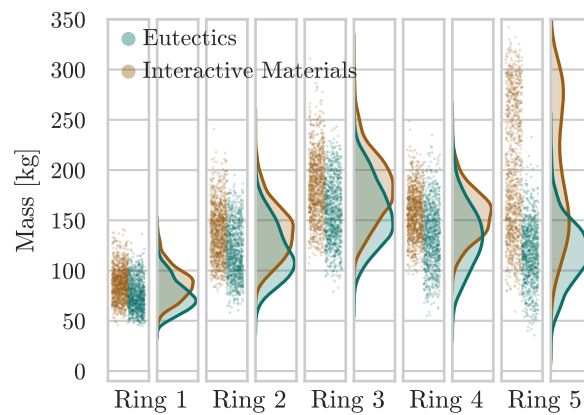 350
300
250
200
150
100
50
0
Mass [kg]
Eutectics
Interactive Materials
Ring 1 Ring 2 Ring 3 Ring 4 Ring 5